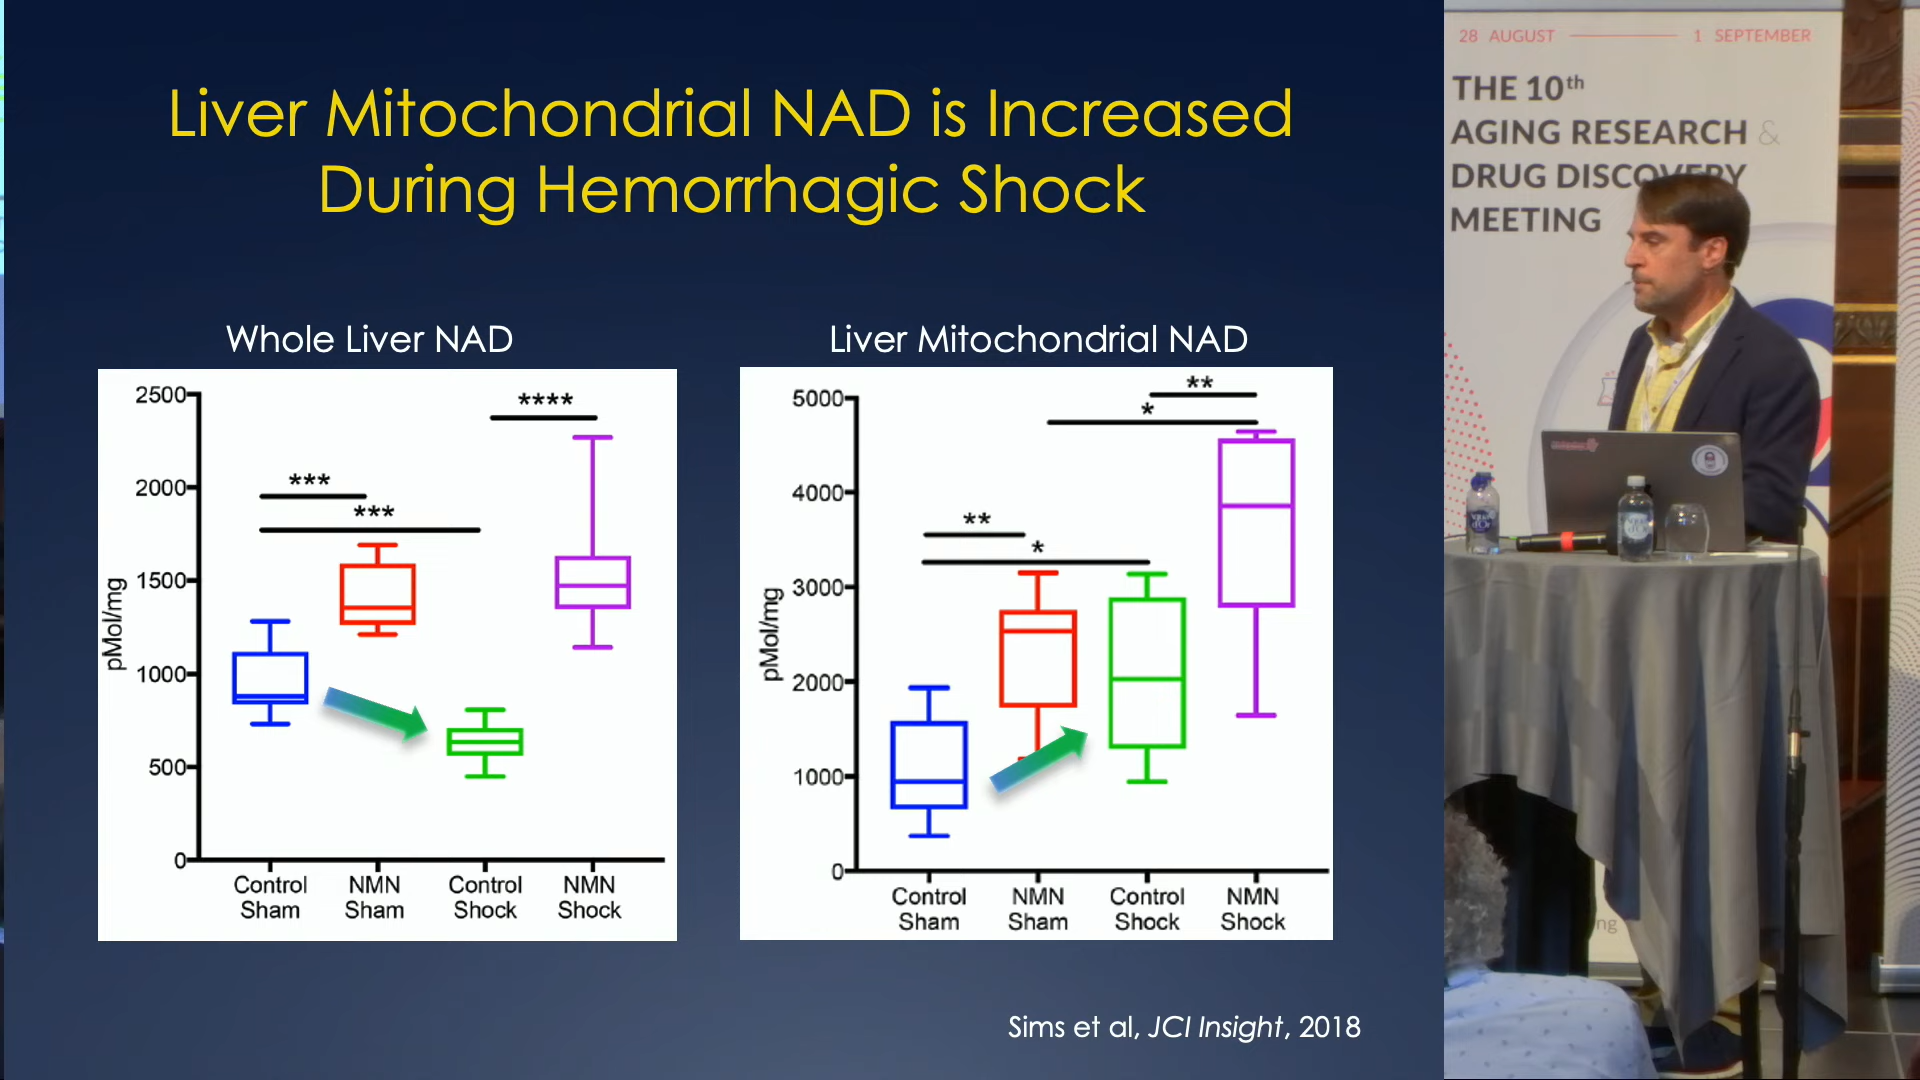 Liver Mitochondrial NAD is Increased
During Hemorrhagic Shock
Whole Liver NAD
pMol/mg
2500
2000
1500
1000
500
0
***
***
****
Control
Sham
NMN
Sham
Control
Shock
NMN
Shock
Liver Mitochondrial NAD
pMol/mg
5000
4000
3000
2000
1000
0
**
*
**
*
Control
Sham
NMN
Sham
Control
Shock
NMN
Shock
Sims et al, JCI Insight, 2018
28 AUGUST 1 SEPTEMBER
THE 10th
AGING RESEARCH &
DRUG DISCOVERY
MEETING
ng